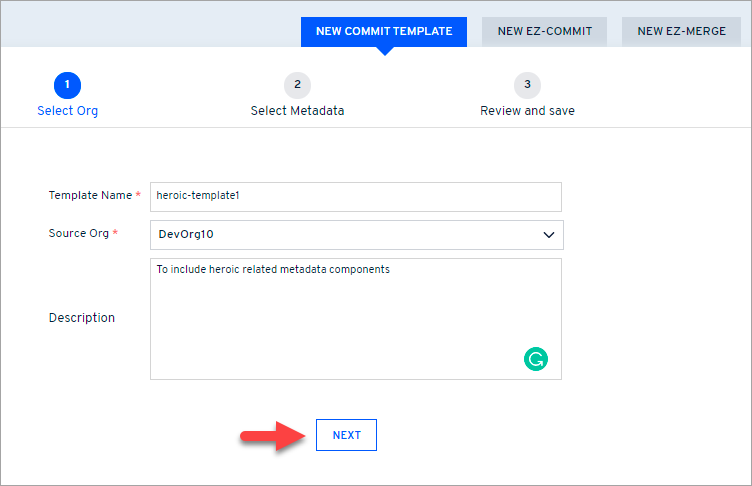 NEW COMMIT TEMPLATE NEW EZ-COMMIT NEW EZ-MERGE
1 2 3
Select Org Select Metadata Review and save
Template Name * heroic-template1
Source Org * DevOrg10
To include heroic related metadata components
Description
NEXT